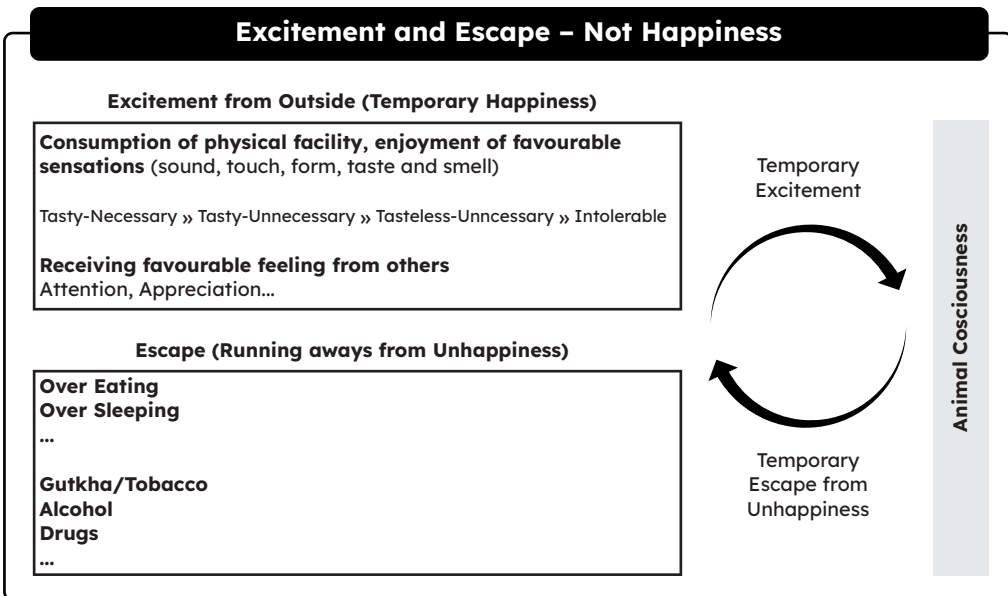 Excitement and Escape – Not Happiness
Excitement from Outside (Temporary Happiness)
Consumption of physical facility, enjoyment of favourable
sensations (sound, touch, form, taste and smell)
Tasty-Necessary » Tasty-Unnecessary » Tasteless-Unncessary » Intolerable
Receiving favourable feeling from others
Attention, Appreciation...
Escape (Running aways from Unhappiness)
Over Eating
Over Sleeping
...
Gutkha/Tobacco
Alcohol
Drugs
...
Temporary
Excitement
Temporary
Escape from
Unhappiness
Animal Cosciousness